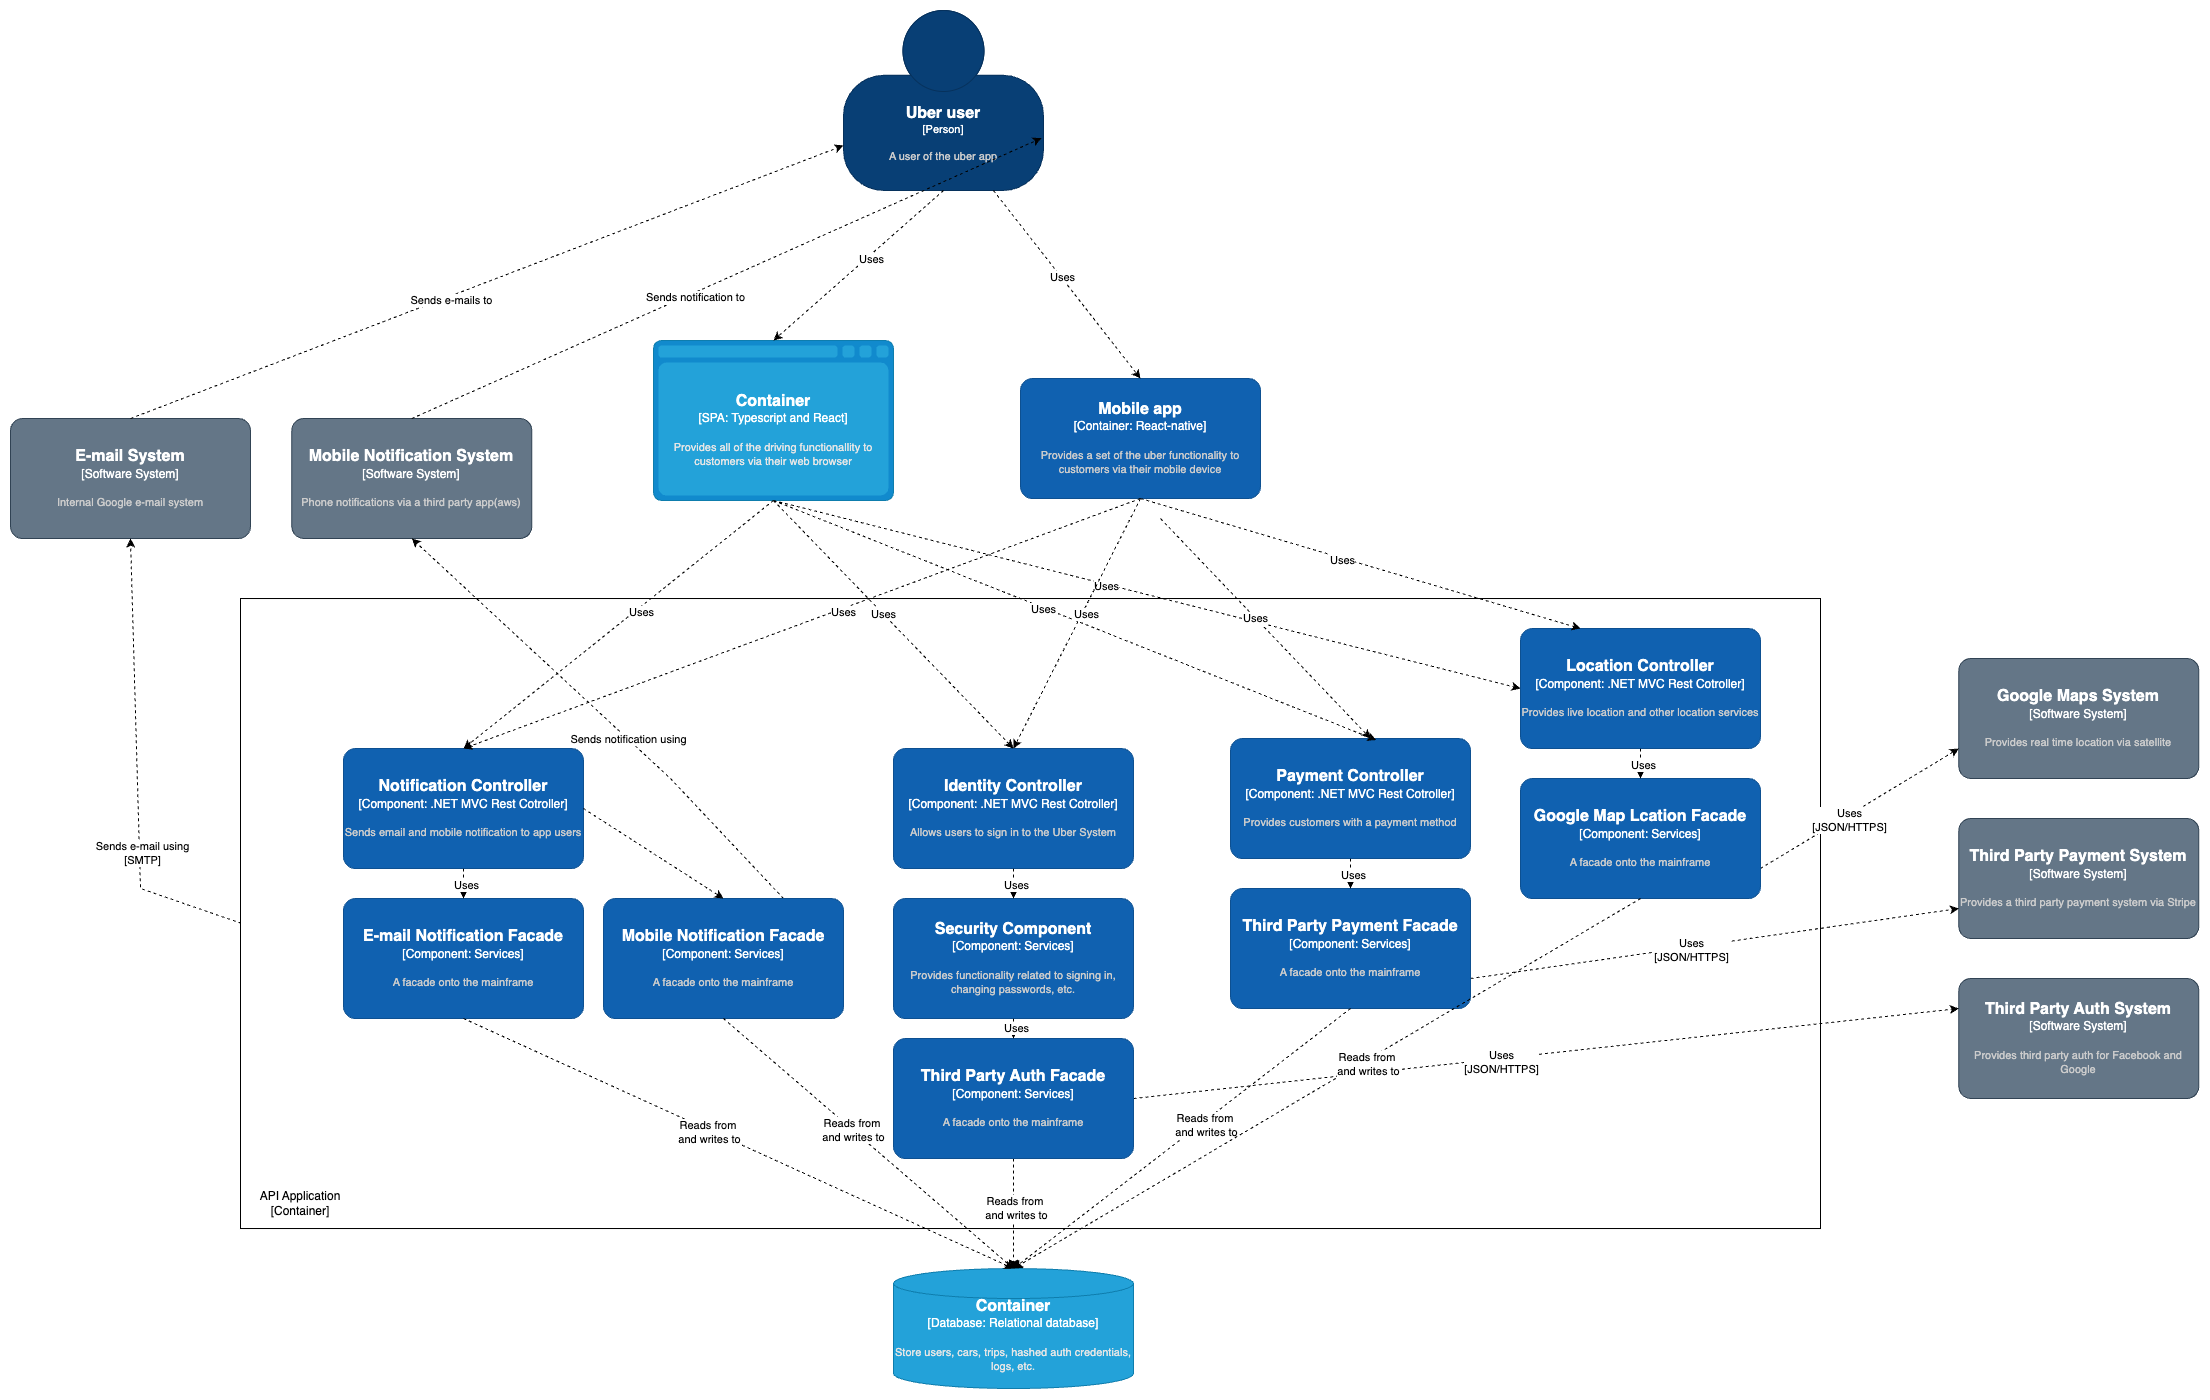 Uber user
[Person]
A user of the uber app
Uses
Uses
Sends e-mails to
Sends notification to
Container
[SPA: Typescript and React]
Provides all of the driving functionallity to
customers via their web browser
Mobile app
[Container: React-native]
Provides a set of the uber functionality to
customers via their mobile device
E-mail System
[Software System]
Internal Google e-mail system
Mobile Notification System
[Software System]
Phone notifications via a third party app(aws)
Uses
Uses
Uses
Uses
Uses
Uses
Uses
Uses
Location Controller
[Component: .NET MVC Rest Cotroller]
Provides live location and other location services
Google Maps System
[Software System]
Provides real time location via satellite
Sends notification using
Uses
Notification Controller
[Component: .NET MVC Rest Cotroller]
Sends email and mobile notification to app users
Identity Controller
[Component: .NET MVC Rest Cotroller]
Allows users to sign in to the Uber System
Payment Controller
[Component: .NET MVC Rest Cotroller]
Provides customers with a payment method
Google Map Lcation Facade
[Component: Services]
A facade onto the mainframe
Uses
[JSON/HTTPS]
Sends e-mail using
[SMTP]
Third Party Payment System
[Software System]
Provides a third party payment system via Stripe
Uses
Uses
Uses
E-mail Notification Facade
[Component: Services]
A facade onto the mainframe
Mobile Notification Facade
[Component: Services]
A facade onto the mainframe
Security Component
[Component: Services]
Provides functionality related to signing in,
changing passwords, etc.
Third Party Payment Facade
[Component: Services]
A facade onto the mainframe
Uses
[JSON/HTTPS]
Third Party Auth System
[Software System]
Provides third party auth for Facebook and
Google
Uses
Third Party Auth Facade
[Component: Services]
A facade onto the mainframe
Reads from
and writes to
Uses
[JSON/HTTPS]
Reads from
and writes to
Reads from
and writes to
Reads from
and writes to
Reads from
and writes to
API Application
[Container]
Container
[Database: Relational database]
Store users, cars, trips, hashed auth credentials,
logs, etc.